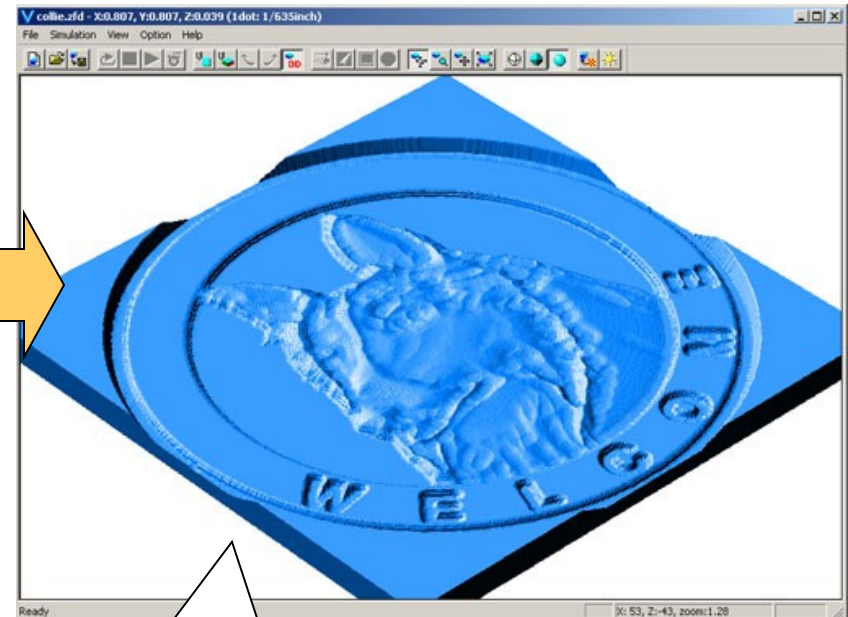 collie.zfd - X:0.807, Y:0.807, Z:0.039 (1dot: 1/635inch)
File Simulation View Option Help
3D
WELCOME
Ready
X: 53, Z:-43, zoom:1.28